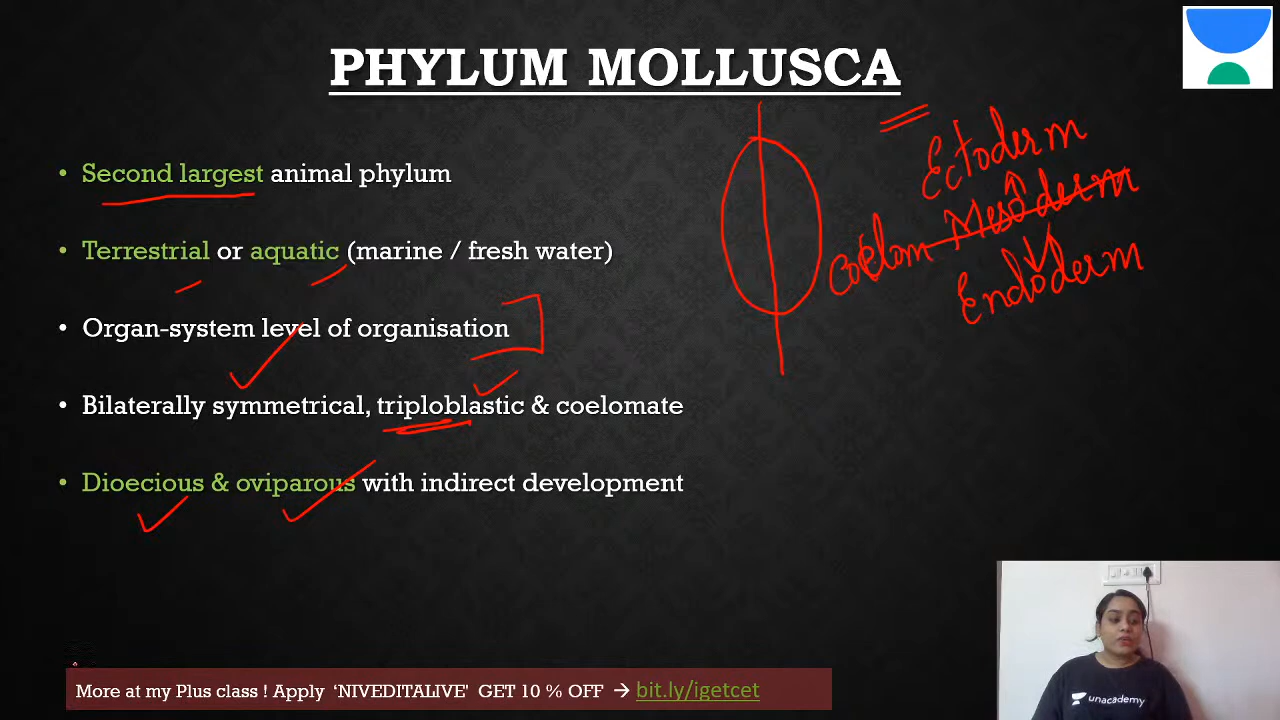 PHYLUM MOLLUSCA
• Second largest animal phylum
• Terrestrial or aquatic (marine / fresh water)
• Organ-system level of organisation
• Bilaterally symmetrical, triploblastic & coelomate
• Dioecious & oviparous with indirect development
Ectoderm
Coelom Mesoderm
Endoderm
More at my Plus class ! Apply ‘NIVEDITALIVE’ GET 10 % OFF → bit.ly/igetcet
unacademy